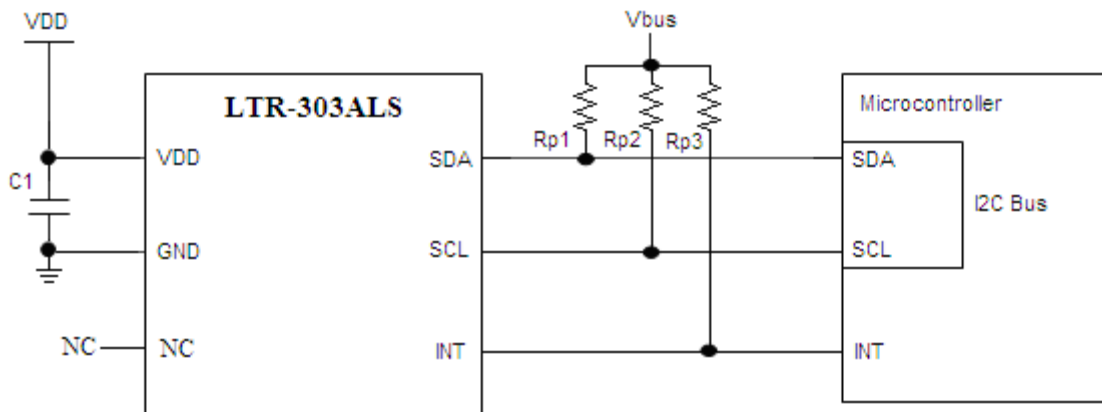 VDD
Vbus
LTR-303ALS
Microcontroller
Rp1
Rp2
Rp3
VDD
SDA
SDA
C1
I2C Bus
GND
SCL
SCL
NC
NC
INT
INT